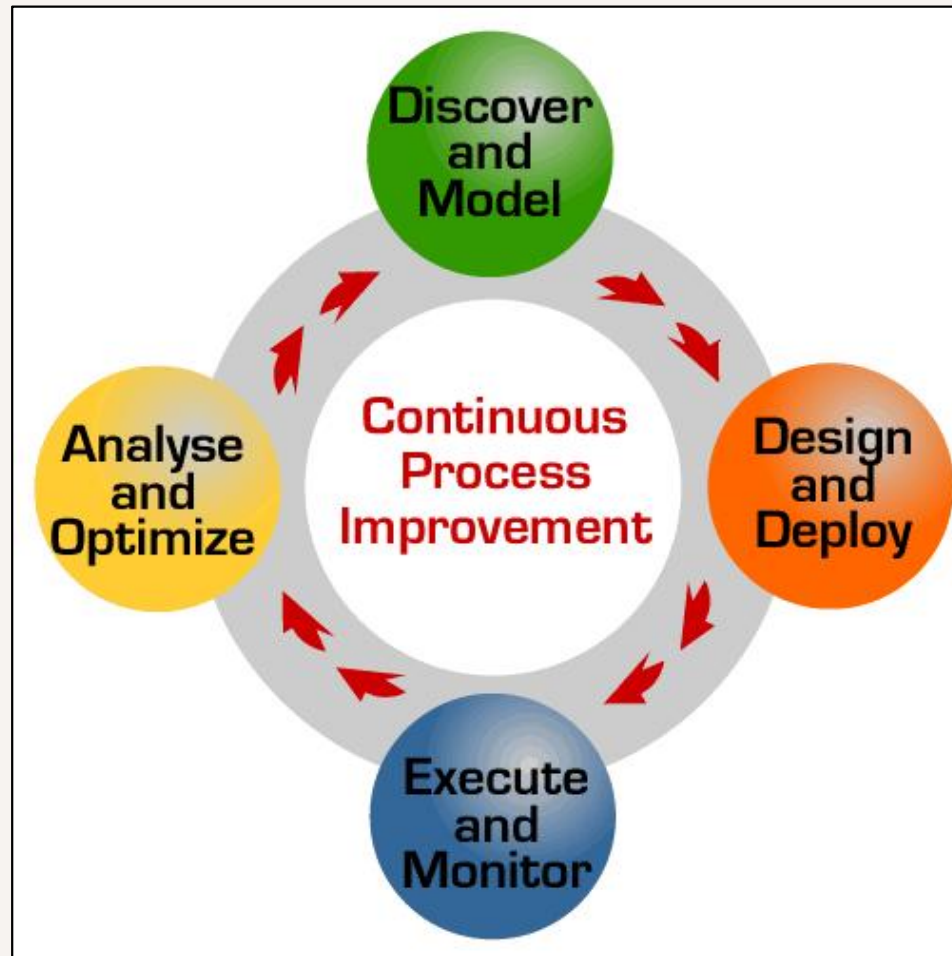 Discover
and
Model
Continuous
Process
Improvement
Design
and
Deploy
Execute
and
Monitor
Analyse
and
Optimize